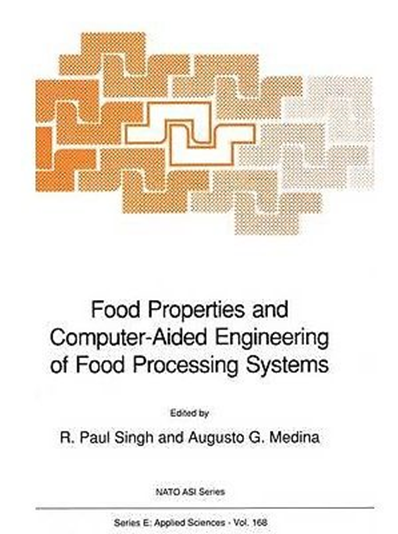 Food Properties and
Computer-Aided Engineering
of Food Processing Systems
Edited by
R. Paul Singh and Augusto G. Medina
NATO ASI Series
Series E: Applied Sciences - Vol. 168